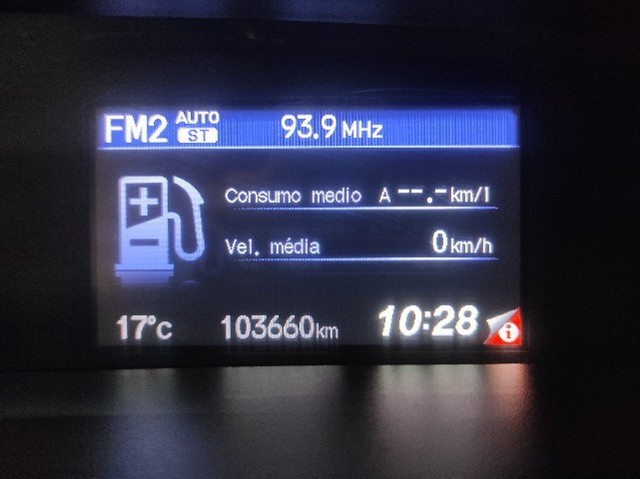 FM2 AUTO ST 93.9 MHz
Consumo medio A --.- km/l
Vel. média 0 km/h
17°c 103660 km 10:28 i